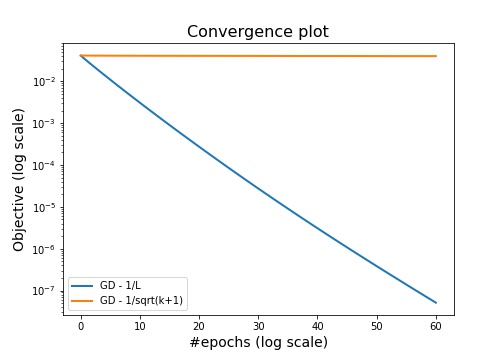 Convergence plot
Objective (log scale)
10⁻²
10⁻³
10⁻⁴
10⁻⁵
10⁻⁶
10⁻⁷
GD - 1/L
GD - 1/sqrt(k+1)
0 10 20 30 40 50 60
#epochs (log scale)